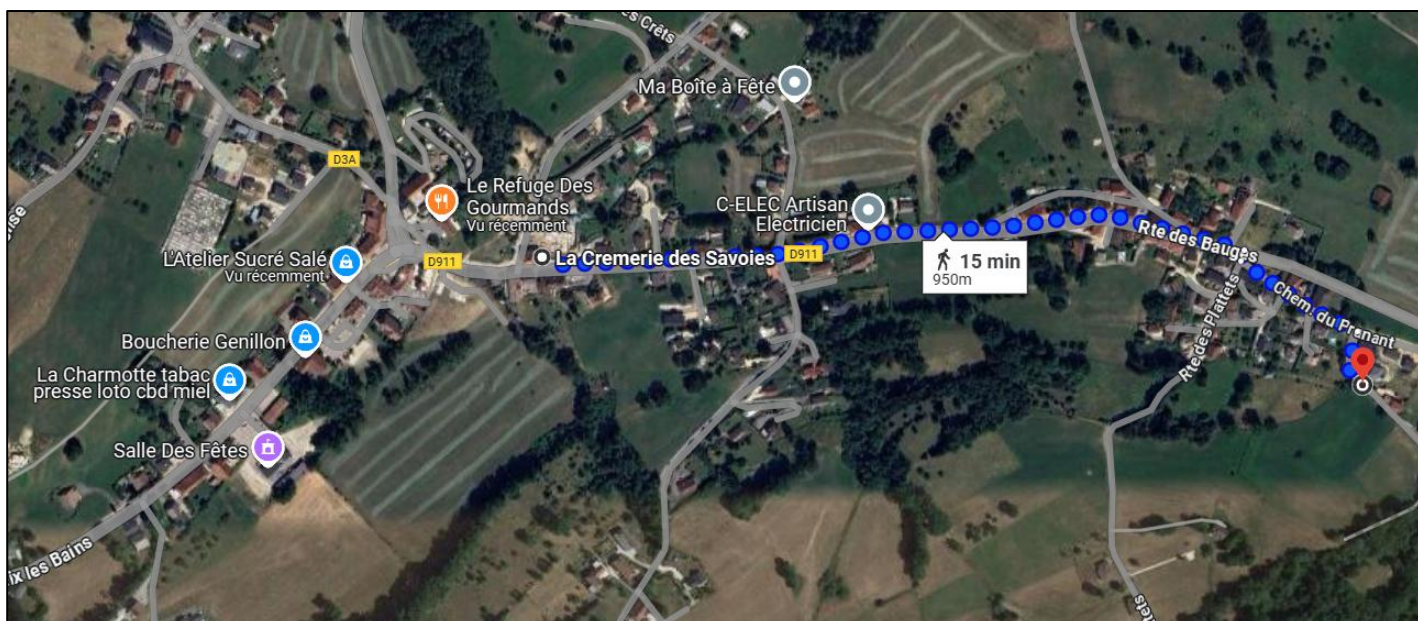 es Crêts
Ma Boîte à Fête
D3A
Le Refuge Des
Gourmands
Vu récemment
C-ELEC Artisan
Electricien
L'Atelier Sucré Salé
Vu récemment
D911
La Cremerie des Savoies
D911
15 min
950m
Rte des Bauges
Chem. du Prenant
Rte des Plattets
Boucherie Genillon
La Charmotte tabac
presse loto cbd miel
Salle Des Fêtes
ix les Bains
tets